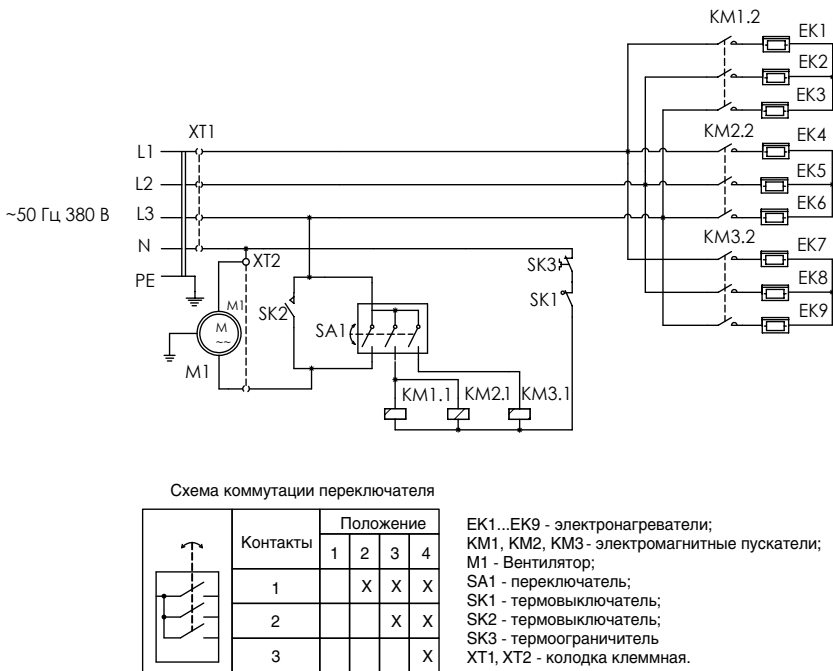 KM1.2
EK1
EK2
EK3
XT1
KM2.2
EK4
L1
EK5
L2
EK6
~50 Гц 380 В
L3
KM3.2
EK7
N
XT2
SK3
EK8
PE
SK1
EK9
M1
SK2
M
~~
SA1
M1
KM1.1
KM2.1
KM3.1
Схема коммутации переключателя
Контакты
Положение
1 2 3 4
1 X X X
2 X X
3 X
EK1...EK9 - электронагреватели;
KM1, KM2, KM3 - электромагнитные пускатели;
M1 - Вентилятор;
SA1 - переключатель;
SK1 - термовыключатель;
SK2 - термовыключатель;
SK3 - термоограничитель
XT1, XT2 - колодка клеммная.